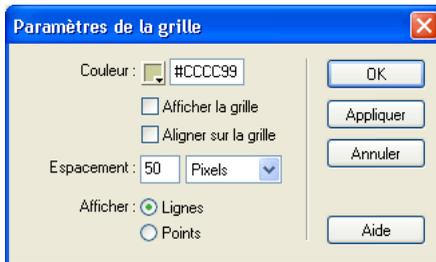 Paramètres de la grille
Couleur : #CCCC99
OK
Afficher la grille
Appliquer
Aligner sur la grille
Annuler
Espacement : 50 Pixels
Afficher : Lignes
Points
Aide